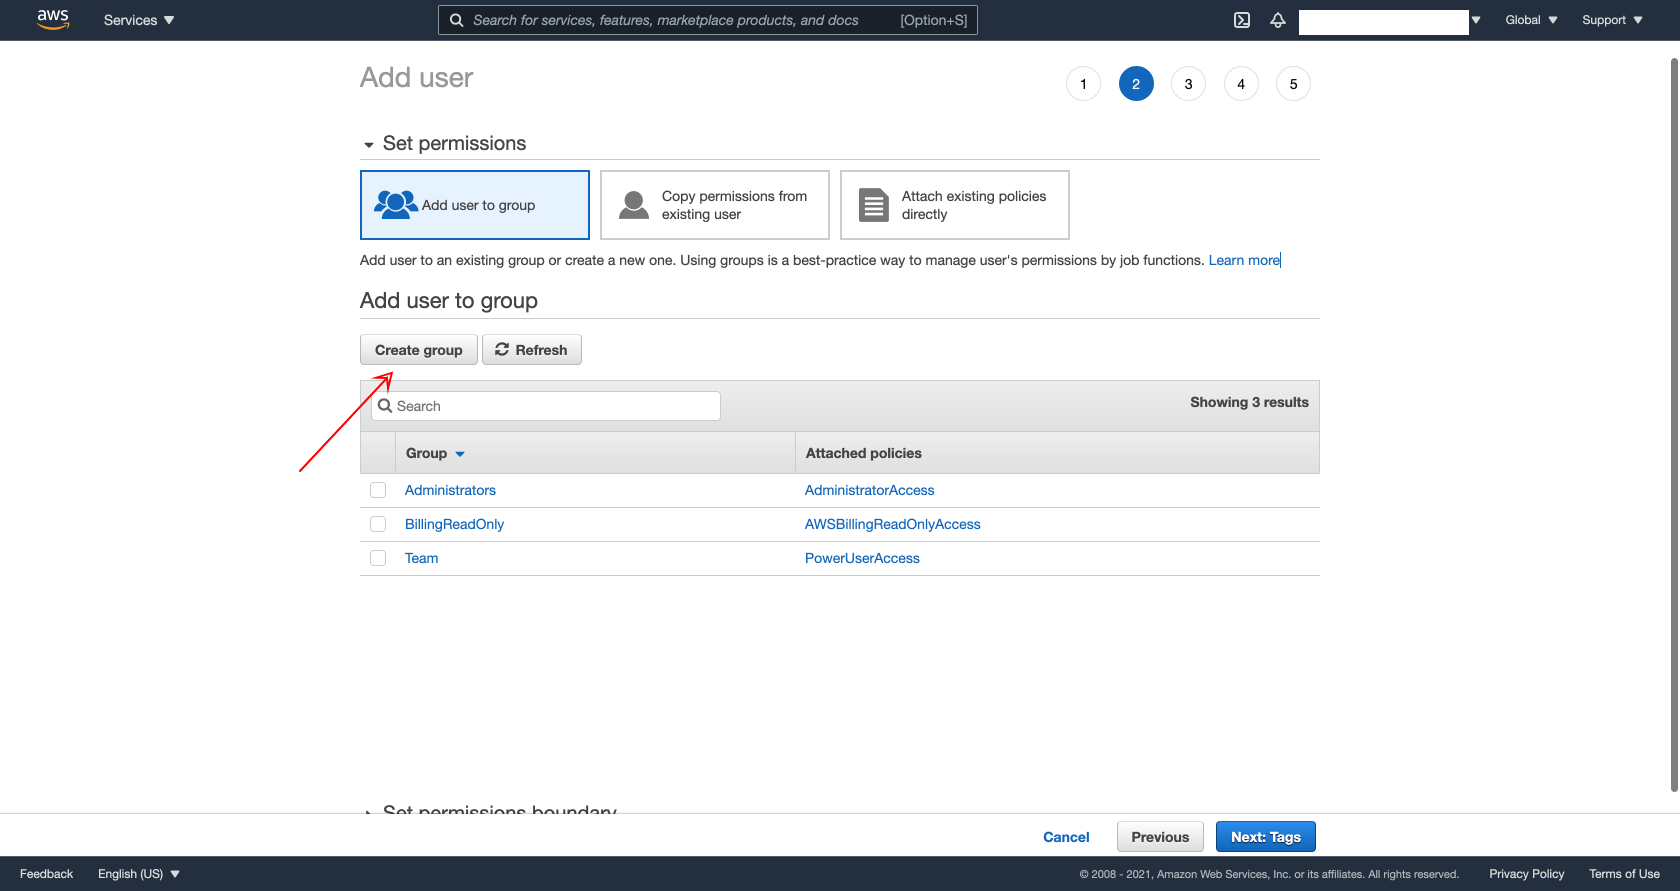 aws
Services
Search for services, features, marketplace products, and docs [Option+S]
Global
Support
Add user
1 2 3 4 5
Set permissions
Add user to group
Copy permissions from
existing user
Attach existing policies
directly
Add user to an existing group or create a new one. Using groups is a best-practice way to manage user's permissions by job functions. Learn more
Add user to group
Create group
Refresh
Search
Showing 3 results
Group
Attached policies
Administrators
AdministratorAccess
BillingReadOnly
AWSBillingReadOnlyAccess
Team
PowerUserAccess
Set permissions boundary
Cancel
Previous
Next: Tags
Feedback
English (US)
© 2008 - 2021, Amazon Web Services, Inc. or its affiliates. All rights reserved.
Privacy Policy
Terms of Use